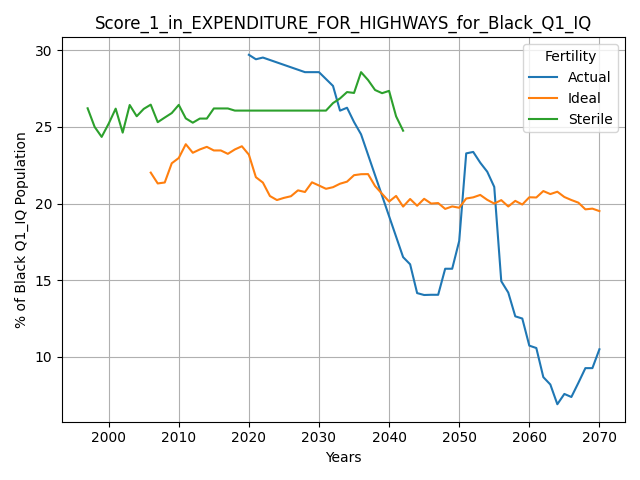 Score_1_in_EXPENDITURE_FOR_HIGHWAYS_for_Black_Q1_IQ
Fertility
Actual
Ideal
Sterile
% of Black Q1_IQ Population
30
25
20
15
10
2000 2010 2020 2030 2040 2050 2060 2070
Years